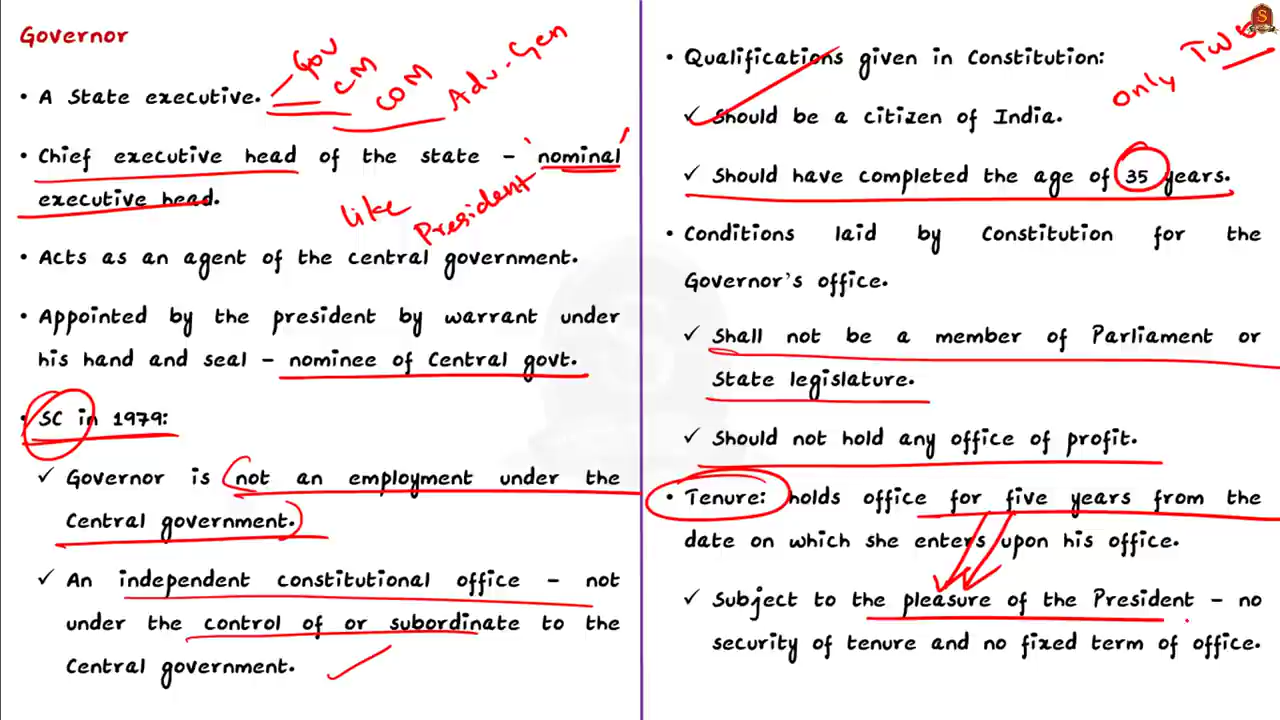 Governor
• A State executive.
Gov
CM
COM
Adv. Gen
• Chief executive head of the state – 'nominal'
executive head.
like President
• Acts as an agent of the central government.
• Appointed by the president by warrant under
his hand and seal – nominee of Central govt.
• SC in 1979:
✓ Governor is not an employment under the
Central government.
✓ An independent constitutional office – not
under the control of or subordinate to the
Central government.
• Qualifications given in Constitution:
only Two
✓ Should be a citizen of India.
✓ Should have completed the age of 35 years.
• Conditions laid by Constitution for the
Governor's office.
✓ Shall not be a member of Parliament or
State legislature.
✓ Should not hold any office of profit.
• Tenure: holds office for five years from the
date on which she enters upon his office.
✓ Subject to the pleasure of the President – no
security of tenure and no fixed term of office.